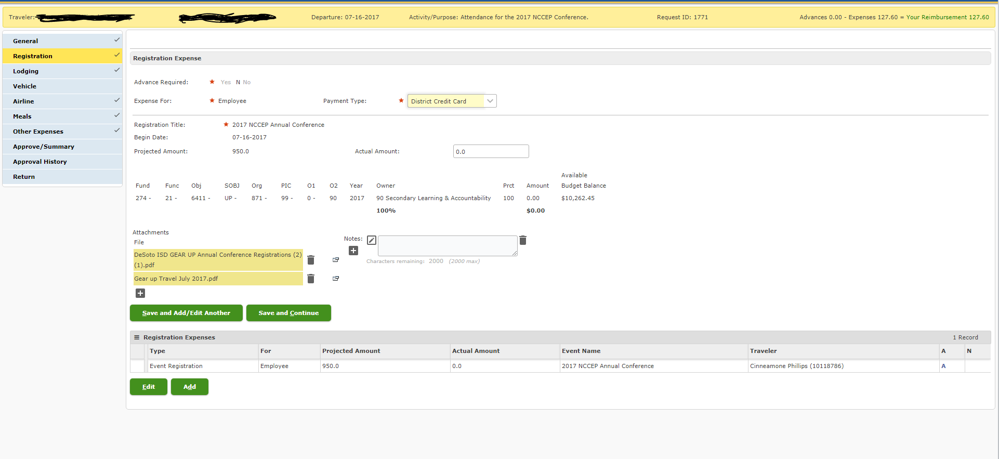 Traveler: Departure: 07-16-2017 Activity/Purpose: Attendance for the 2017 NCCEP Conference. Request ID: 1771 Advances 0.00 - Expenses 127.60 = Your Reimbursement 127.60
General
Registration
Lodging
Vehicle
Airline
Meals
Other Expenses
Approve/Summary
Approval History
Return
Registration Expense
Advance Required: Yes N No
Expense For: Employee Payment Type: District Credit Card
Registration Title: 2017 NCCEP Annual Conference
Begin Date: 07-16-2017
Projected Amount: 950.0 Actual Amount: 0.0
Available
Fund Func Obj SOBJ Org PIC O1 O2 Year Owner Prct Amount Budget Balance
274 - 21 - 6411 - UP - 871 - 99 - 0 - 90 2017 90 Secondary Learning & Accountability 100 0.00 $10,262.45
100% $0.00
Attachments
File
DeSoto ISD GEAR UP Annual Conference Registrations (2)
(1).pdf
Gear up Travel July 2017.pdf
Notes:
Characters remaining: 2000 (2000 max)
Save and Add/Edit Another Save and Continue
Registration Expenses 1 Record
Type For Projected Amount Actual Amount Event Name Traveler A N
Event Registration Employee 950.0 0.0 2017 NCCEP Annual Conference Cinneamone Phillips (10118786) A
Edit Add